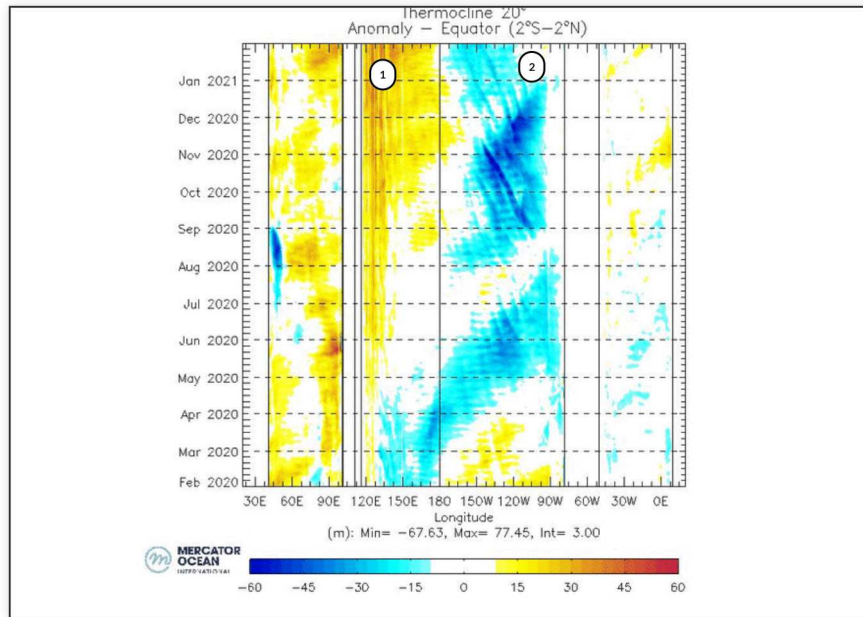 Thermocline 20°
Anomaly – Equator (2°S–2°N)
1
2
Jan 2021
Dec 2020
Nov 2020
Oct 2020
Sep 2020
Aug 2020
Jul 2020
Jun 2020
May 2020
Apr 2020
Mar 2020
Feb 2020
30E 60E 90E 120E 150E 180 150W 120W 90W 60W 30W 0E
Longitude
(m): Min= −67.63, Max= 77.45, Int= 3.00
MERCATOR
OCEAN
INTERNATIONAL
−60 −45 −30 −15 0 15 30 45 60